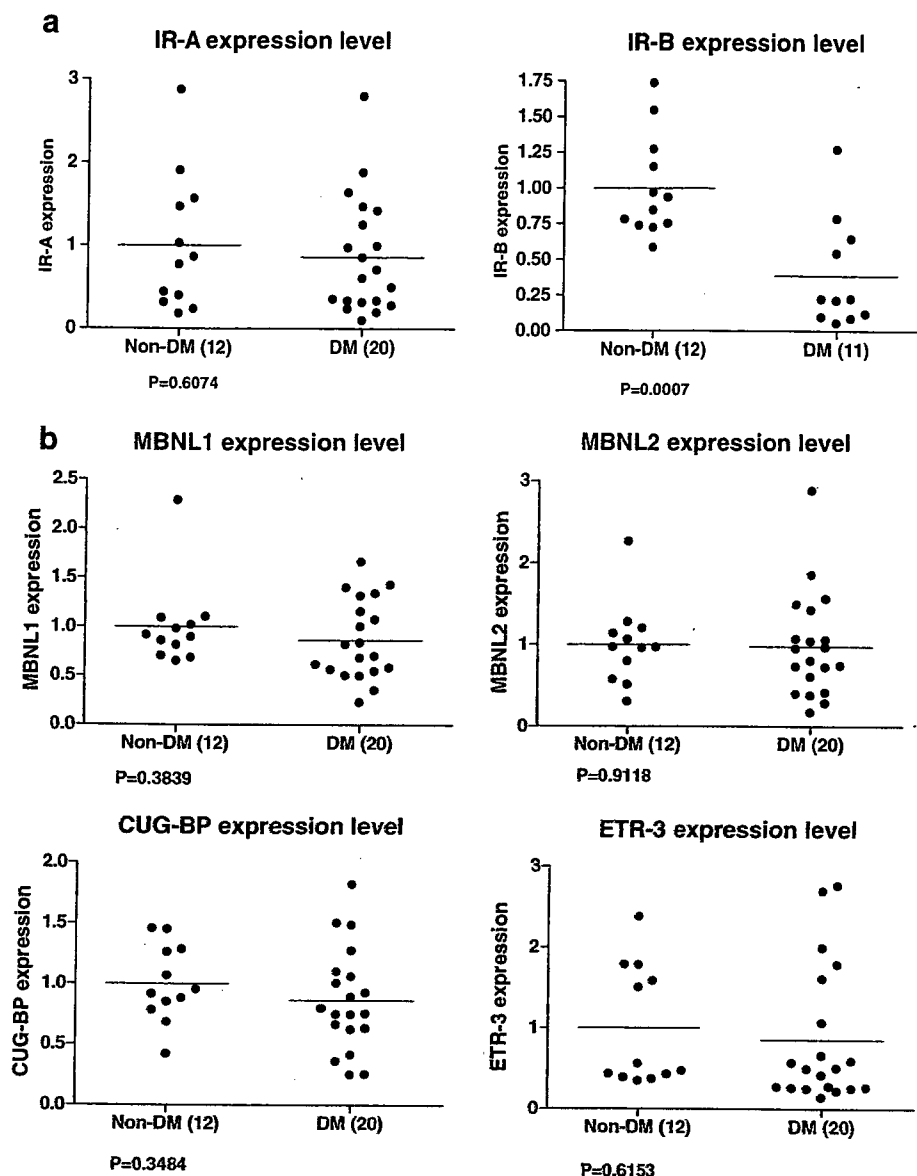 a
IR-A expression level
IR-A expression
3
2
1
0
Non-DM (12)
DM (20)
P=0.6074
IR-B expression level
IR-B expression
1.75
1.50
1.25
1.00
0.75
0.50
0.25
0.00
Non-DM (12)
DM (11)
P=0.0007
b
MBNL1 expression level
MBNL1 expression
2.5
2.0
1.5
1.0
0.5
0.0
Non-DM (12)
DM (20)
P=0.3839
MBNL2 expression level
MBNL2 expression
3
2
1
0
Non-DM (12)
DM (20)
P=0.9118
CUG-BP expression level
CUG-BP expression
2.0
1.5
1.0
0.5
0.0
Non-DM (12)
DM (20)
P=0.3484
ETR-3 expression level
ETR-3 expression
3
2
1
0
Non-DM (12)
DM (20)
P=0.6153